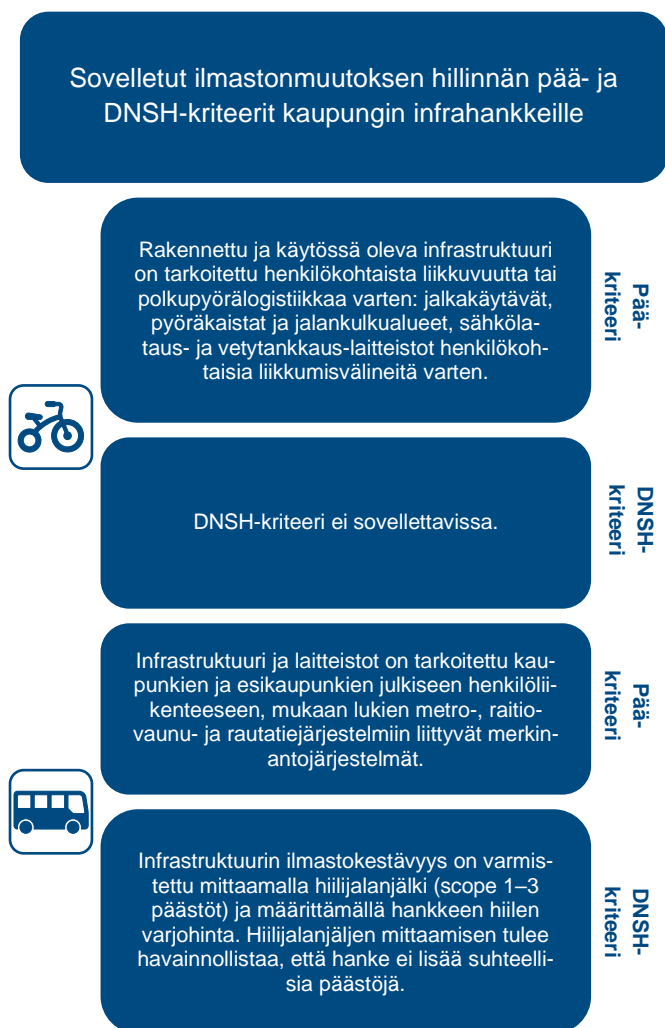 Sovelletut ilmastonmuutoksen hillinnän pää- ja
DNSH-kriteerit kaupungin infrahankkeille
Rakennettu ja käytössä oleva infrastruktuuri
on tarkoitettu henkilökohtaista liikkuvuutta tai
polkupyörälogistiikkaa varten: jalkakäytävät,
pyöräkaistat ja jalankulkualueet, sähköla-
taus- ja vetytankkaus-laitteistot henkilökoh-
taisia liikkumisvälineitä varten.
Pää-
kriteeri
DNSH-kriteeri ei sovellettavissa.
DNSH-
kriteeri
Infrastruktuuri ja laitteistot on tarkoitettu kau-
punkien ja esikaupunkien julkiseen henkilölii-
kenteeseen, mukaan lukien metro-, raitio-
vaunu- ja rautatiejärjestelmiin liittyvät merkin-
antojärjestelmät.
Pää-
kriteeri
Infrastruktuurin ilmastokestävyys on varmis-
tettu mittaamalla hiilijalanjälki (scope 1–3
päästöt) ja määrittämällä hankkeen hiilen
varjohinta. Hiilijalanjäljen mittaamisen tulee
havainnollistaa, että hanke ei lisää suhteelli-
sia päästöjä.
DNSH-
kriteeri